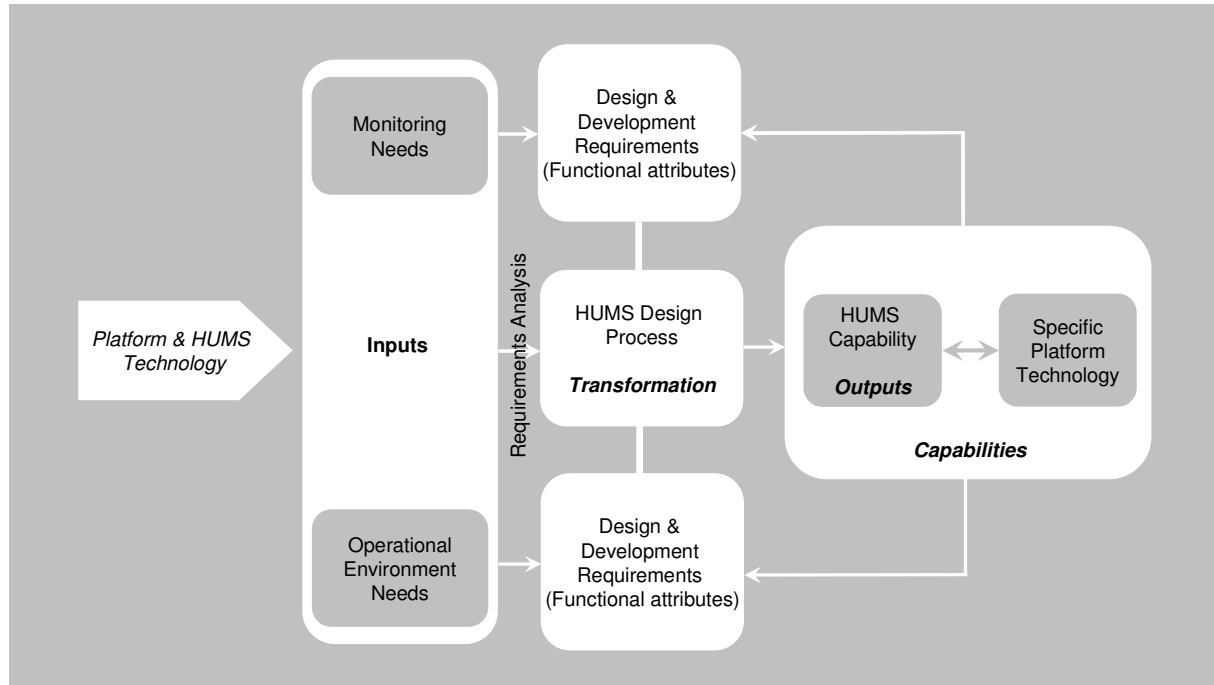 Platform & HUMS
Technology
Monitoring
Needs
Inputs
Operational
Environment
Needs
Requirements Analysis
Design &
Development
Requirements
(Functional attributes)
HUMS Design
Process
Transformation
Design &
Development
Requirements
(Functional attributes)
HUMS
Capability
Outputs
Specific
Platform
Technology
Capabilities